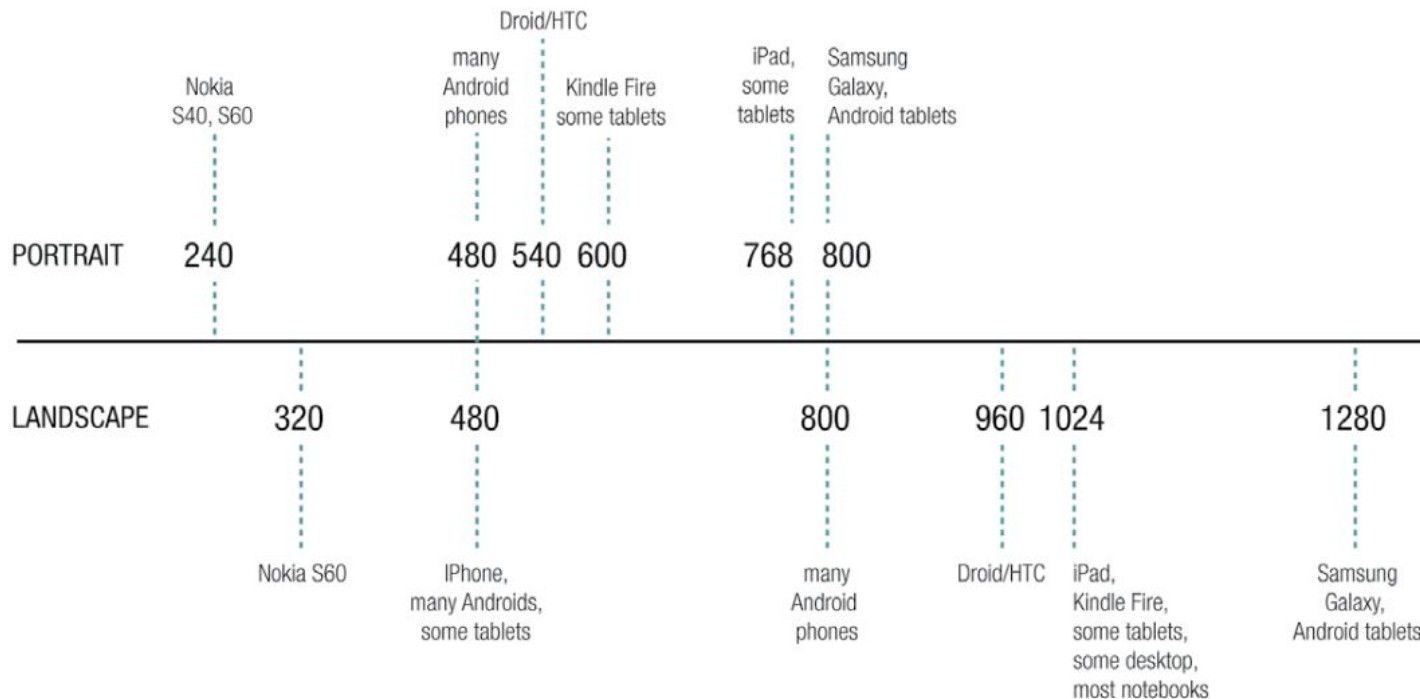 Droid/HTC
many
Android
phones
iPad,
some
tablets
Samsung
Galaxy,
Android tablets
Nokia
S40, S60
Kindle Fire
some tablets
PORTRAIT 240 480 540 600 768 800
LANDSCAPE 320 480 800 960 1024 1280
Nokia S60
IPhone,
many Androids,
some tablets
many
Android
phones
Droid/HTC
iPad,
Kindle Fire,
some tablets,
some desktop,
most notebooks
Samsung
Galaxy,
Android tablets